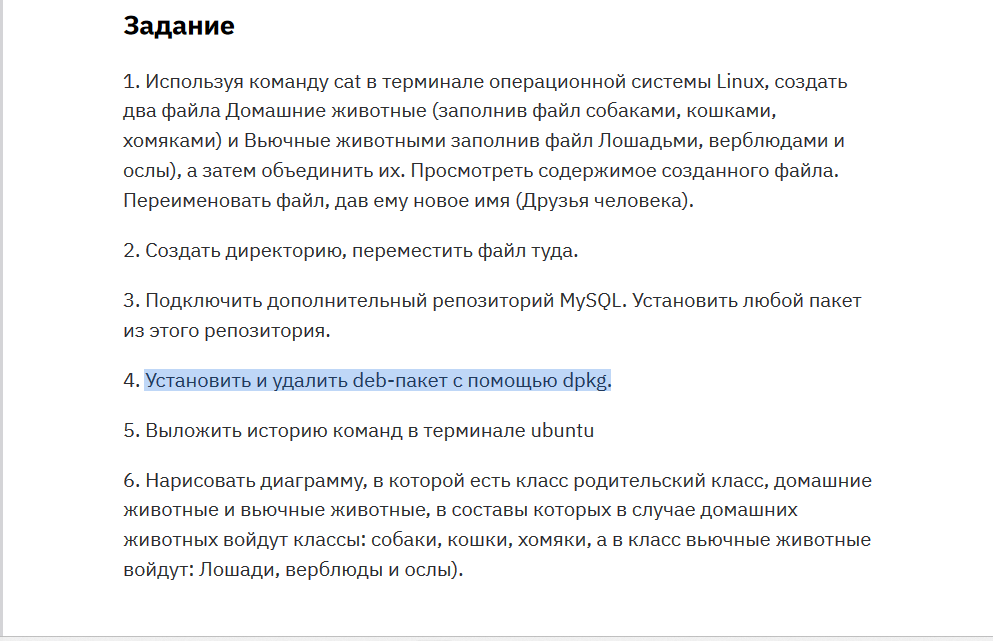 Задание
1. Используя команду cat в терминале операционной системы Linux, создать
два файла Домашние животные (заполнив файл собаками, кошками,
хомяками) и Вьючные животными заполнив файл Лошадьми, верблюдами и
ослы), а затем объединить их. Просмотреть содержимое созданного файла.
Переименовать файл, дав ему новое имя (Друзья человека).
2. Создать директорию, переместить файл туда.
3. Подключить дополнительный репозиторий MySQL. Установить любой пакет
из этого репозитория.
4. Установить и удалить deb-пакет с помощью dpkg.
5. Выложить историю команд в терминале ubuntu
6. Нарисовать диаграмму, в которой есть класс родительский класс, домашние
животные и вьючные животные, в составы которых в случае домашних
животных войдут классы: собаки, кошки, хомяки, а в класс вьючные животные
войдут: Лошади, верблюды и ослы).